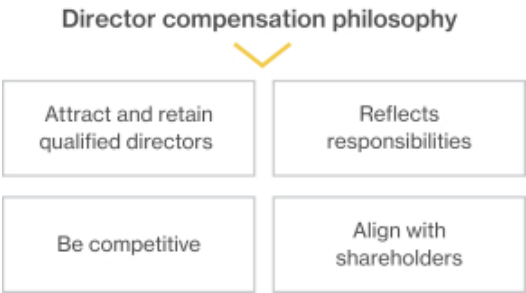 Director compensation philosophy
Attract and retain
qualified directors
Reflects
responsibilities
Be competitive
Align with
shareholders